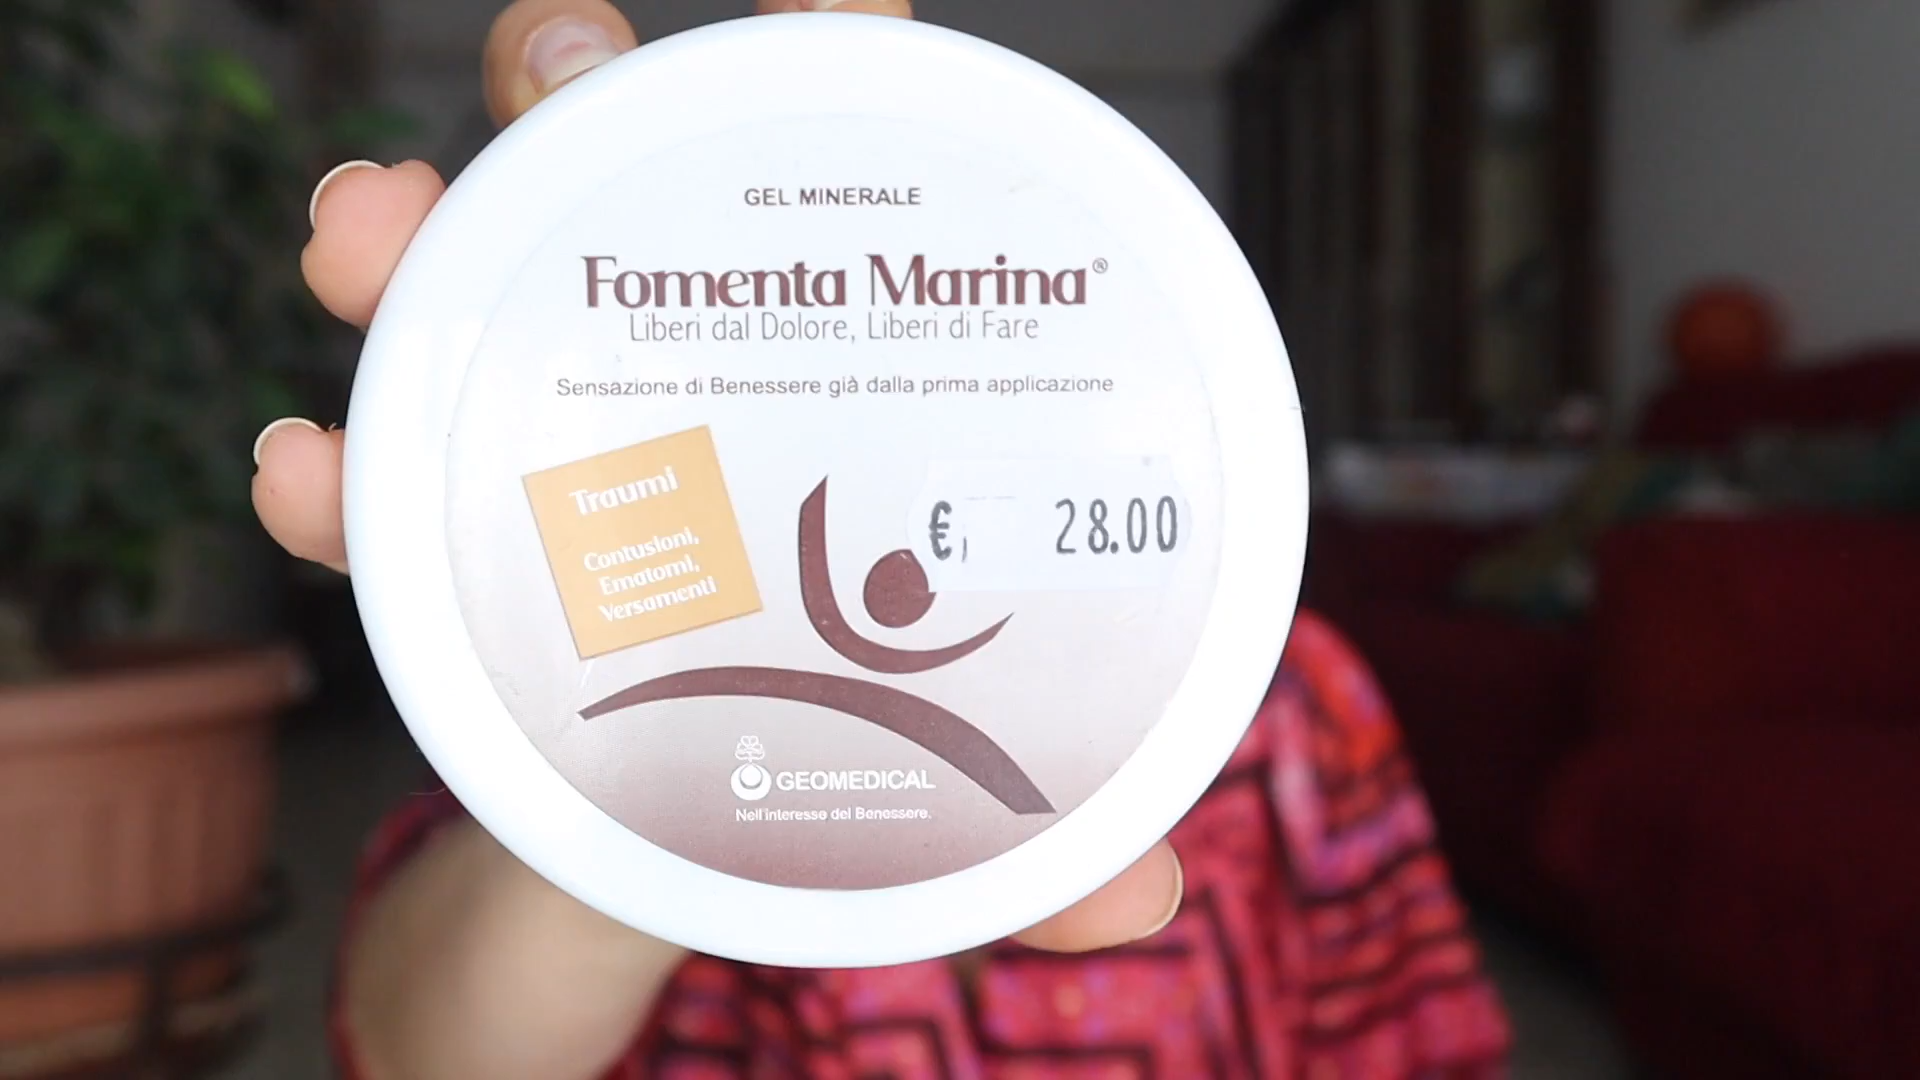 GEL MINERALE
Fomenta Marina®
Liberi dal Dolore, Liberi di Fare
Sensazione di Benessere già dalla prima applicazione
Traumi
Contusioni,
Ematomi,
Versamenti
€, 28.00
GEOMEDICAL
Nell'interesse del Benessere.